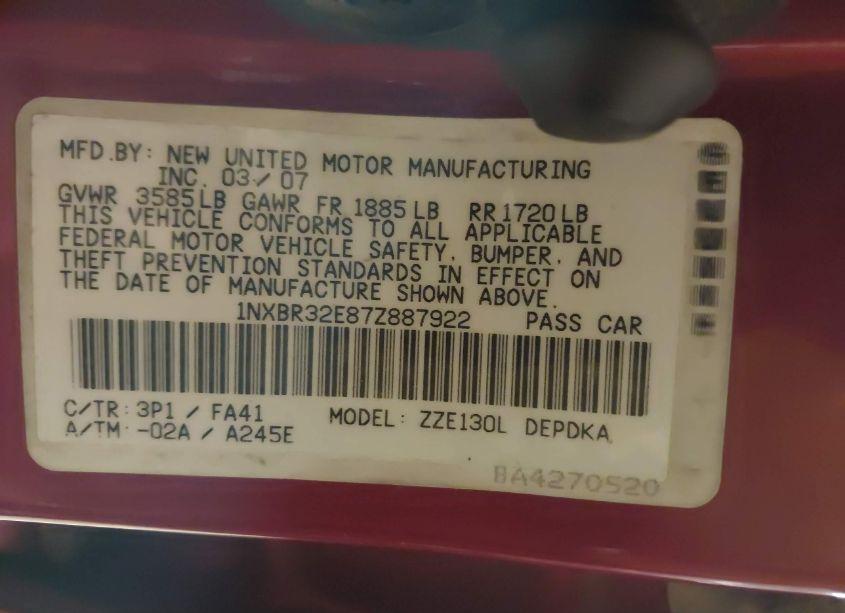 MFD.BY: NEW UNITED MOTOR MANUFACTURING
INC. 03/07
GVWR 3585LB GAWR FR 1885LB RR1720LB
THIS VEHICLE CONFORMS TO ALL APPLICABLE
FEDERAL MOTOR VEHICLE SAFETY, BUMPER, AND
THEFT PREVENTION STANDARDS IN EFFECT ON
THE DATE OF MANUFACTURE SHOWN ABOVE.
1NXBR32E87Z887922 PASS CAR
C/TR: 3P1 / FA41 MODEL: ZZE130L DEPDKA
A/TM: -02A / A245E
BA4270520